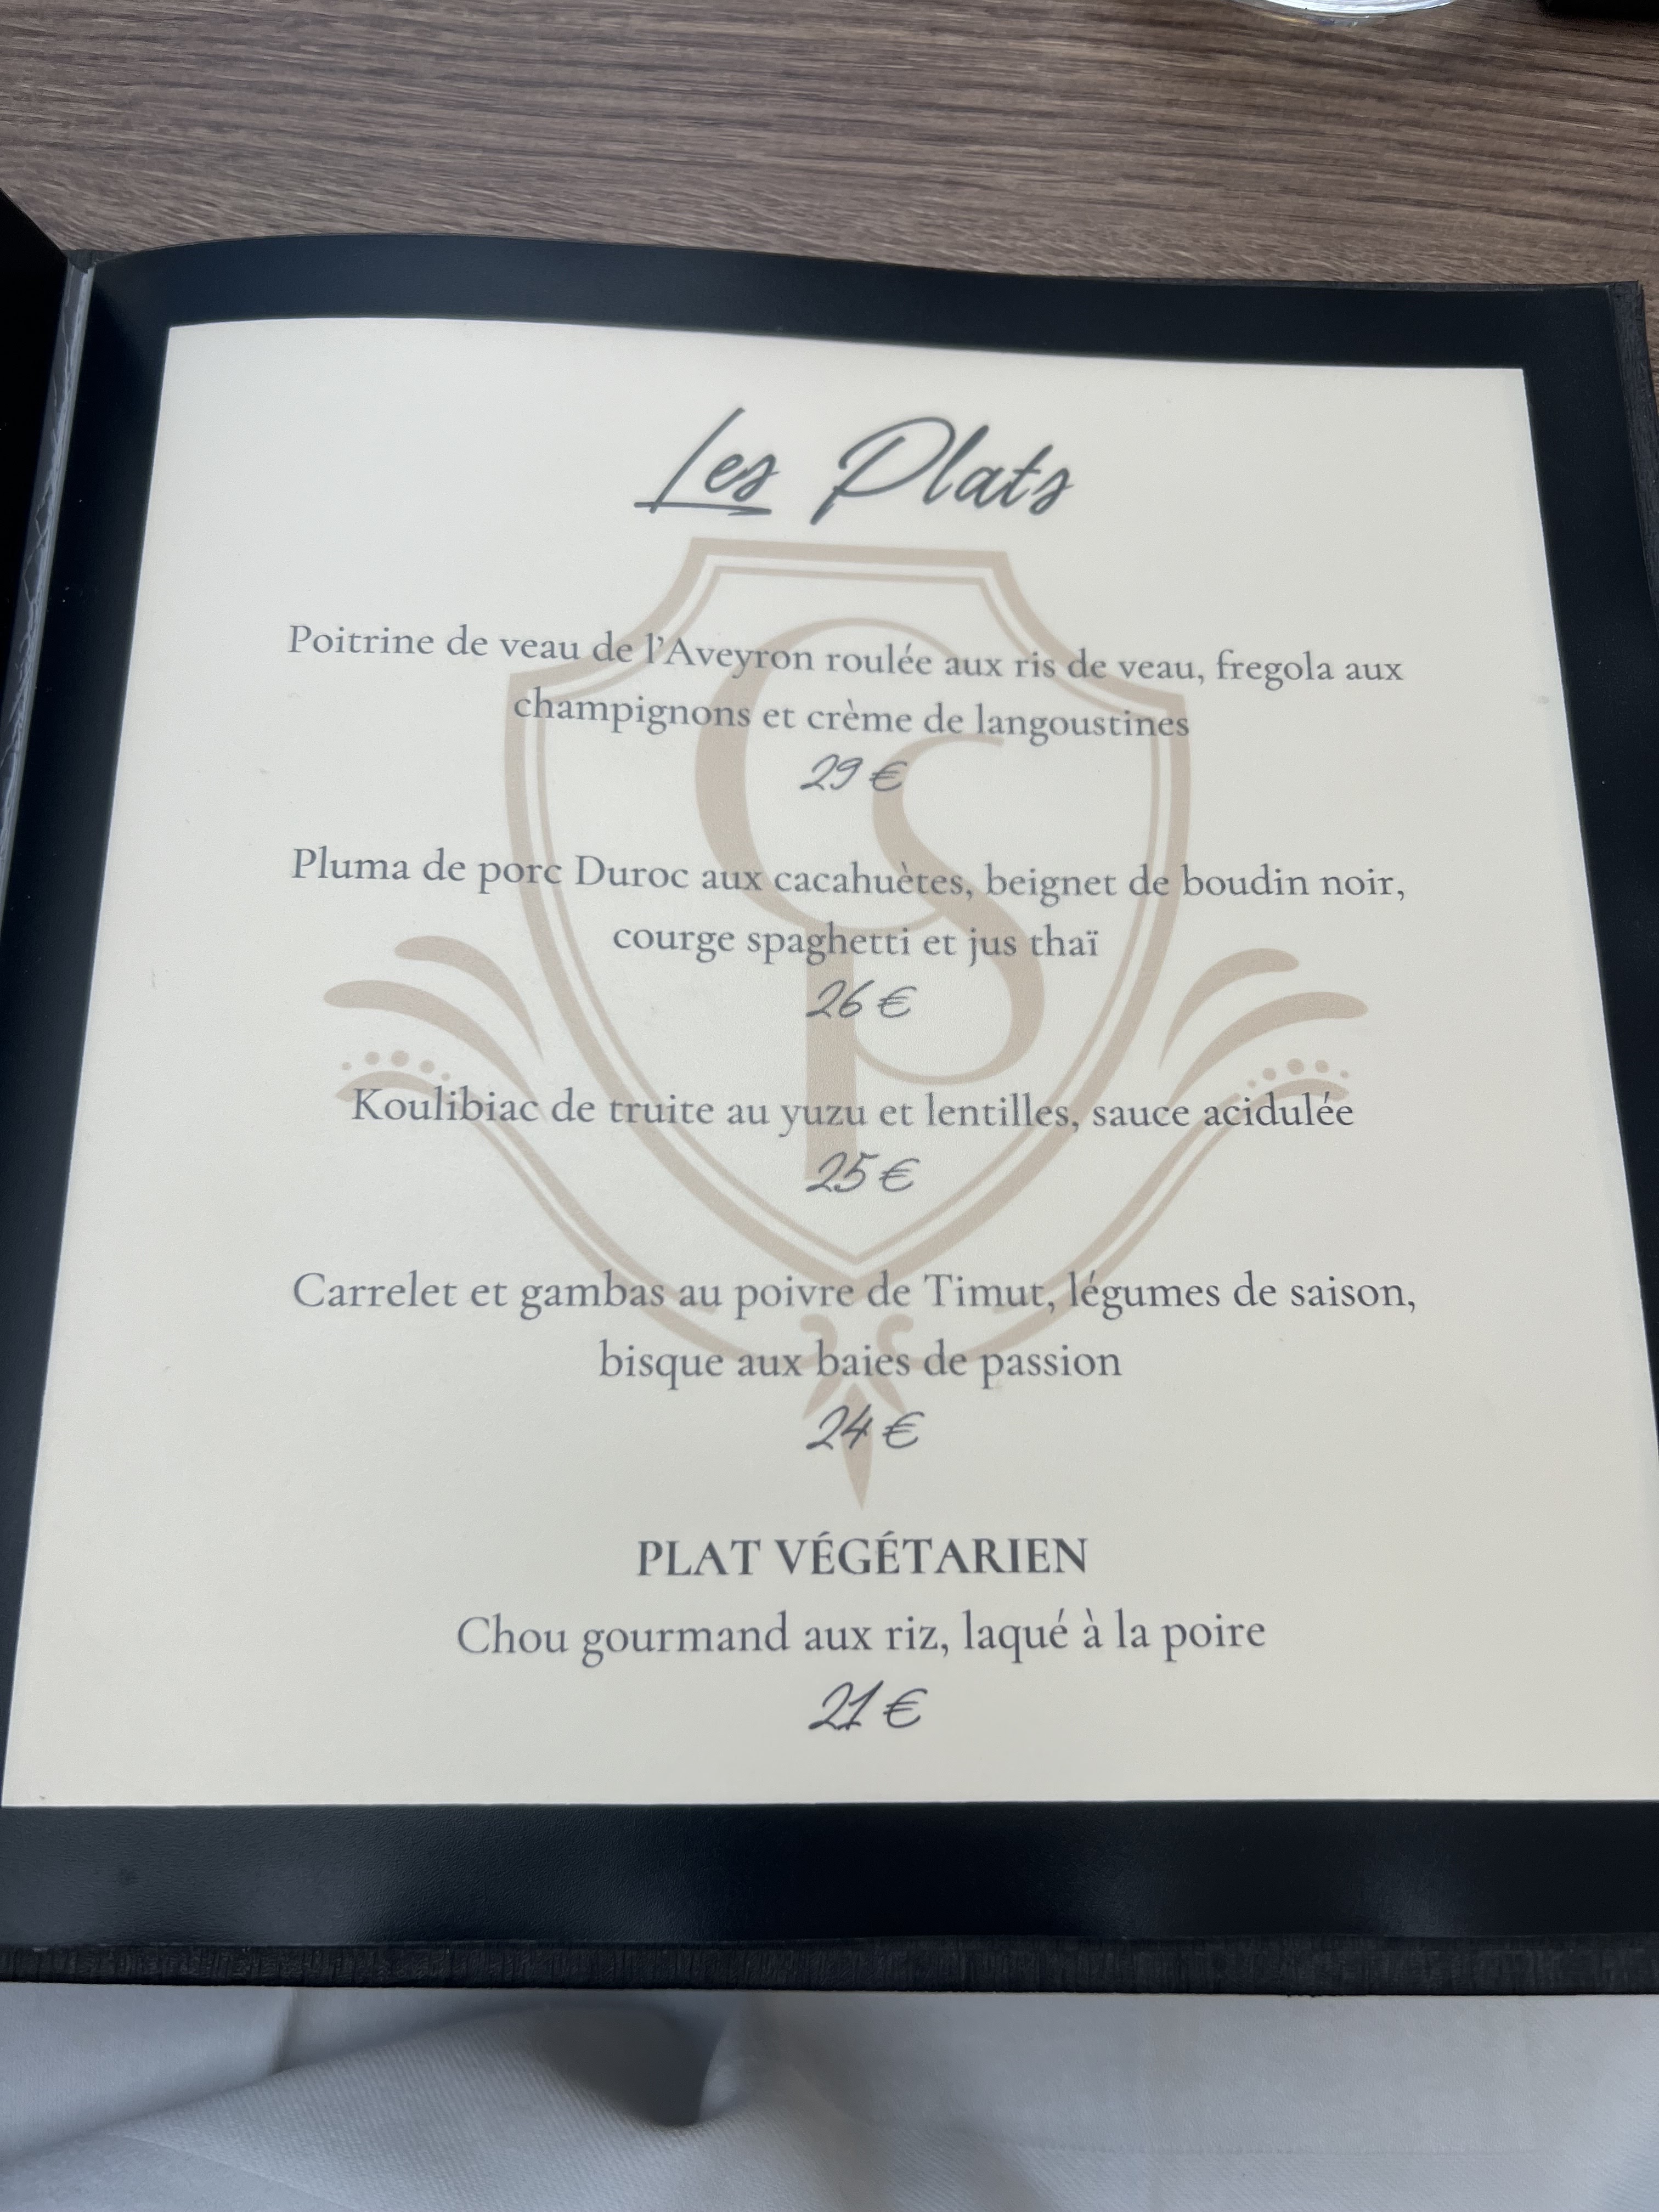 Les Plats
Poitrine de veau de l'Aveyron roulée aux ris de veau, fregola aux
champignons et crème de langoustines
29 €
Pluma de porc Duroc aux cacahuètes, beignet de boudin noir,
courge spaghetti et jus thaï
26 €
Koulibiac de truite au yuzu et lentilles, sauce acidulée
25 €
Carrelet et gambas au poivre de Timut, légumes de saison,
bisque aux baies de passion
24 €
PLAT VÉGÉTARIEN
Chou gourmand aux riz, laqué à la poire
21 €